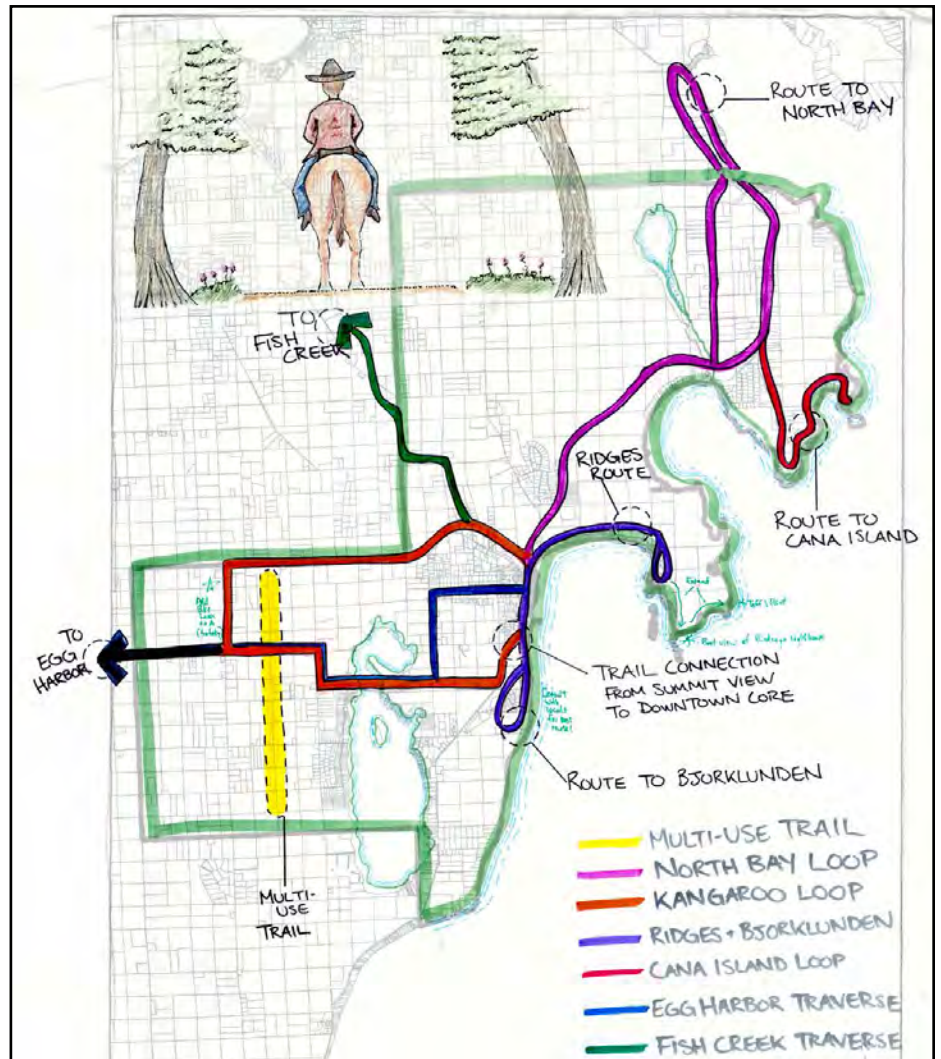 ROUTE TO
NORTH BAY
TO
FISH
CREEK
RIDGES
ROUTE
ROUTE TO
CANA ISLAND
Extend
TO
EGG
HARBOR
TRAIL CONNECTION
FROM SUMMIT VIEW
TO DOWNTOWN CORE
ROUTE TO BJORKLUNDEN
MULTI-
USE
TRAIL
MULTI-USE TRAIL
NORTH BAY LOOP
KANGAROO LOOP
RIDGES + BJORKLUNDEN
CANA ISLAND LOOP
EGG HARBOR TRAVERSE
FISH CREEK TRAVERSE